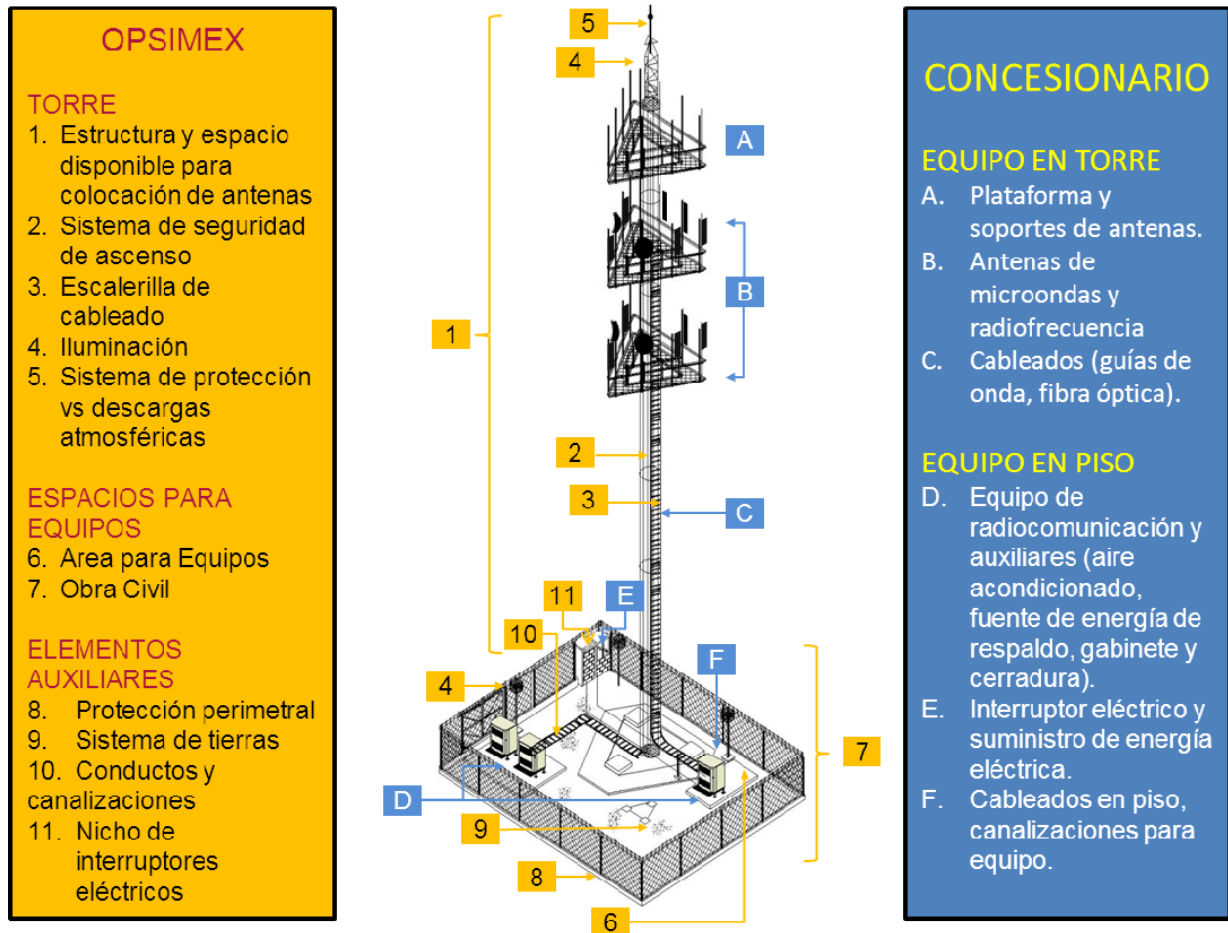 OPSIMEX
TORRE
1. Estructura y espacio
disponible para
colocación de antenas
2. Sistema de seguridad
de ascenso
3. Escalerilla de
cableado
4. Iluminación
5. Sistema de protección
vs descargas
atmosféricas
ESPACIOS PARA
EQUIPOS
6. Area para Equipos
7. Obra Civil
ELEMENTOS
AUXILIARES
8. Protección perimetral
9. Sistema de tierras
10. Conductos y
canalizaciones
11. Nicho de
interruptores
eléctricos
5
4
A
B
1
2
3
C
11
E
10
F
4
7
D
9
8
6
CONCESIONARIO
EQUIPO EN TORRE
A. Plataforma y
soportes de antenas.
B. Antenas de
microondas y
radiofrecuencia
C. Cableados (guías de
onda, fibra óptica).
EQUIPO EN PISO
D. Equipo de
radiocomunicación y
auxiliares (aire
acondicionado,
fuente de energía de
respaldo, gabinete y
cerradura).
E. Interruptor eléctrico y
suministro de energía
eléctrica.
F. Cableados en piso,
canalizaciones para
equipo.